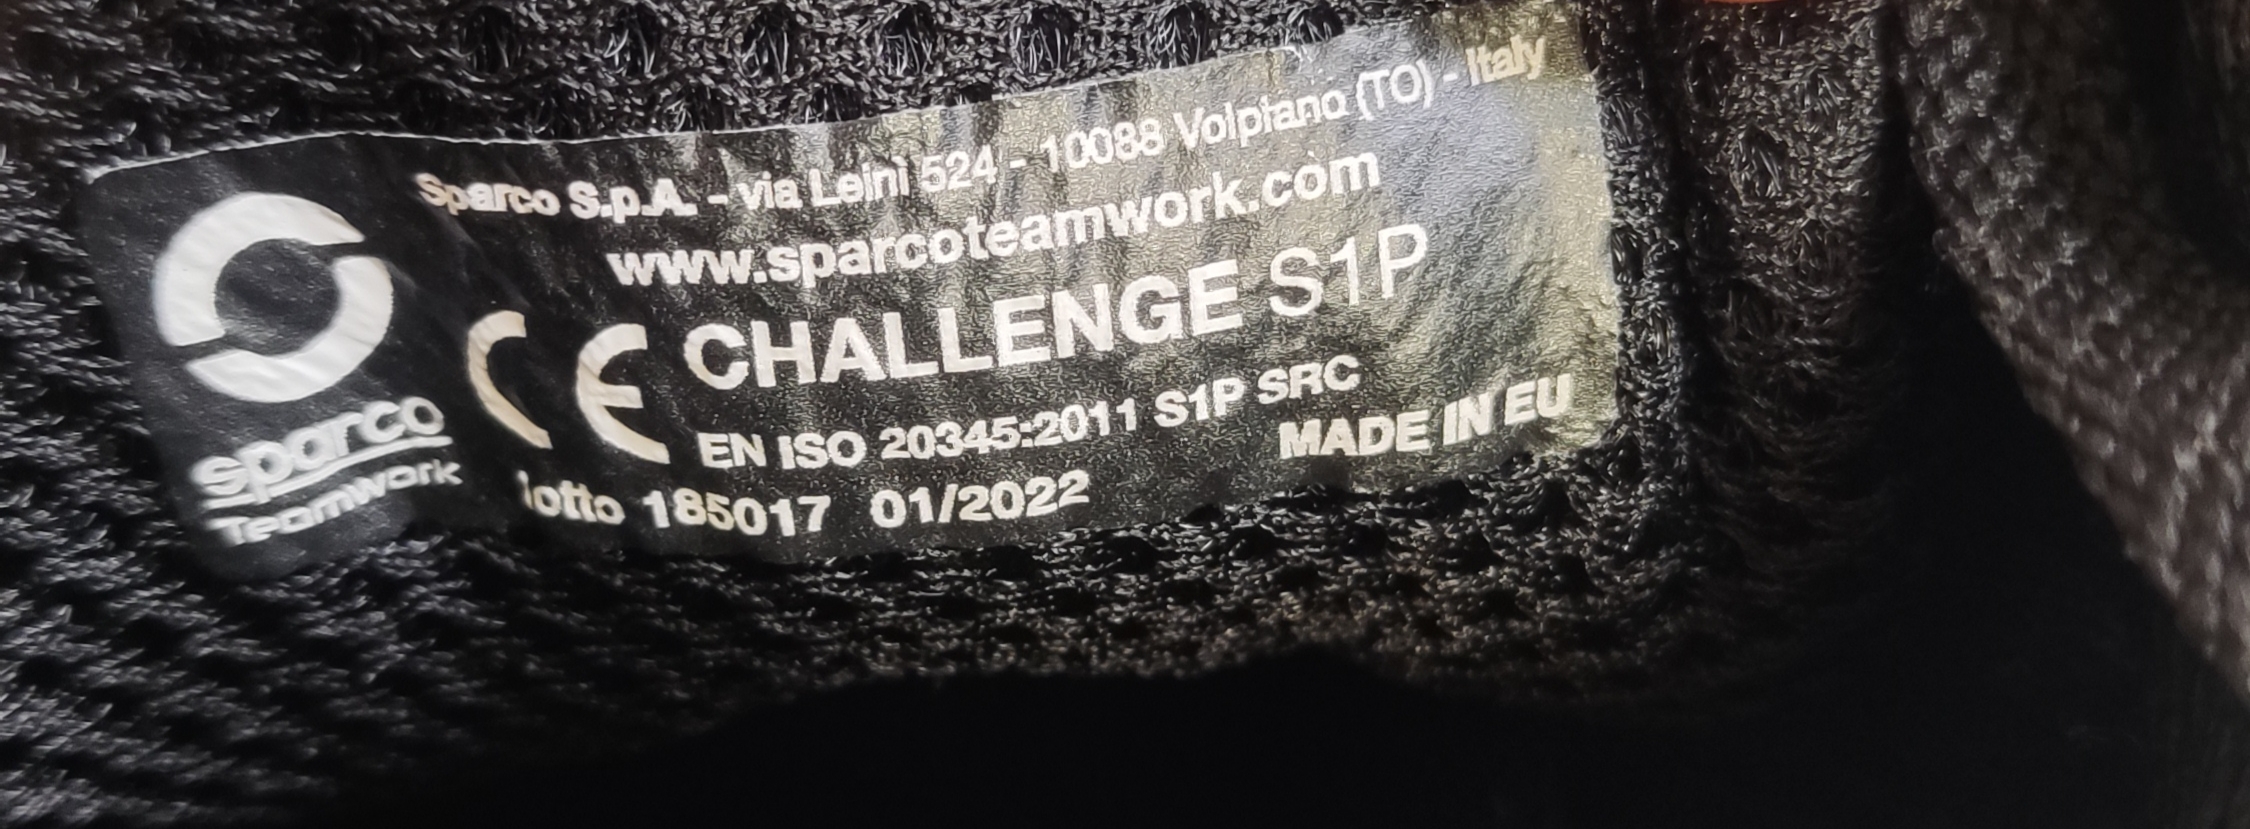 Sparco S.p.A. - via Leinì 524 - 10088 Volpiano (TO) - Italy
www.sparcoteamwork.com
CE CHALLENGE S1P
EN ISO 20345:2011 S1P SRC
MADE IN EU
lotto 185017 01/2022
sparco
Teamwork